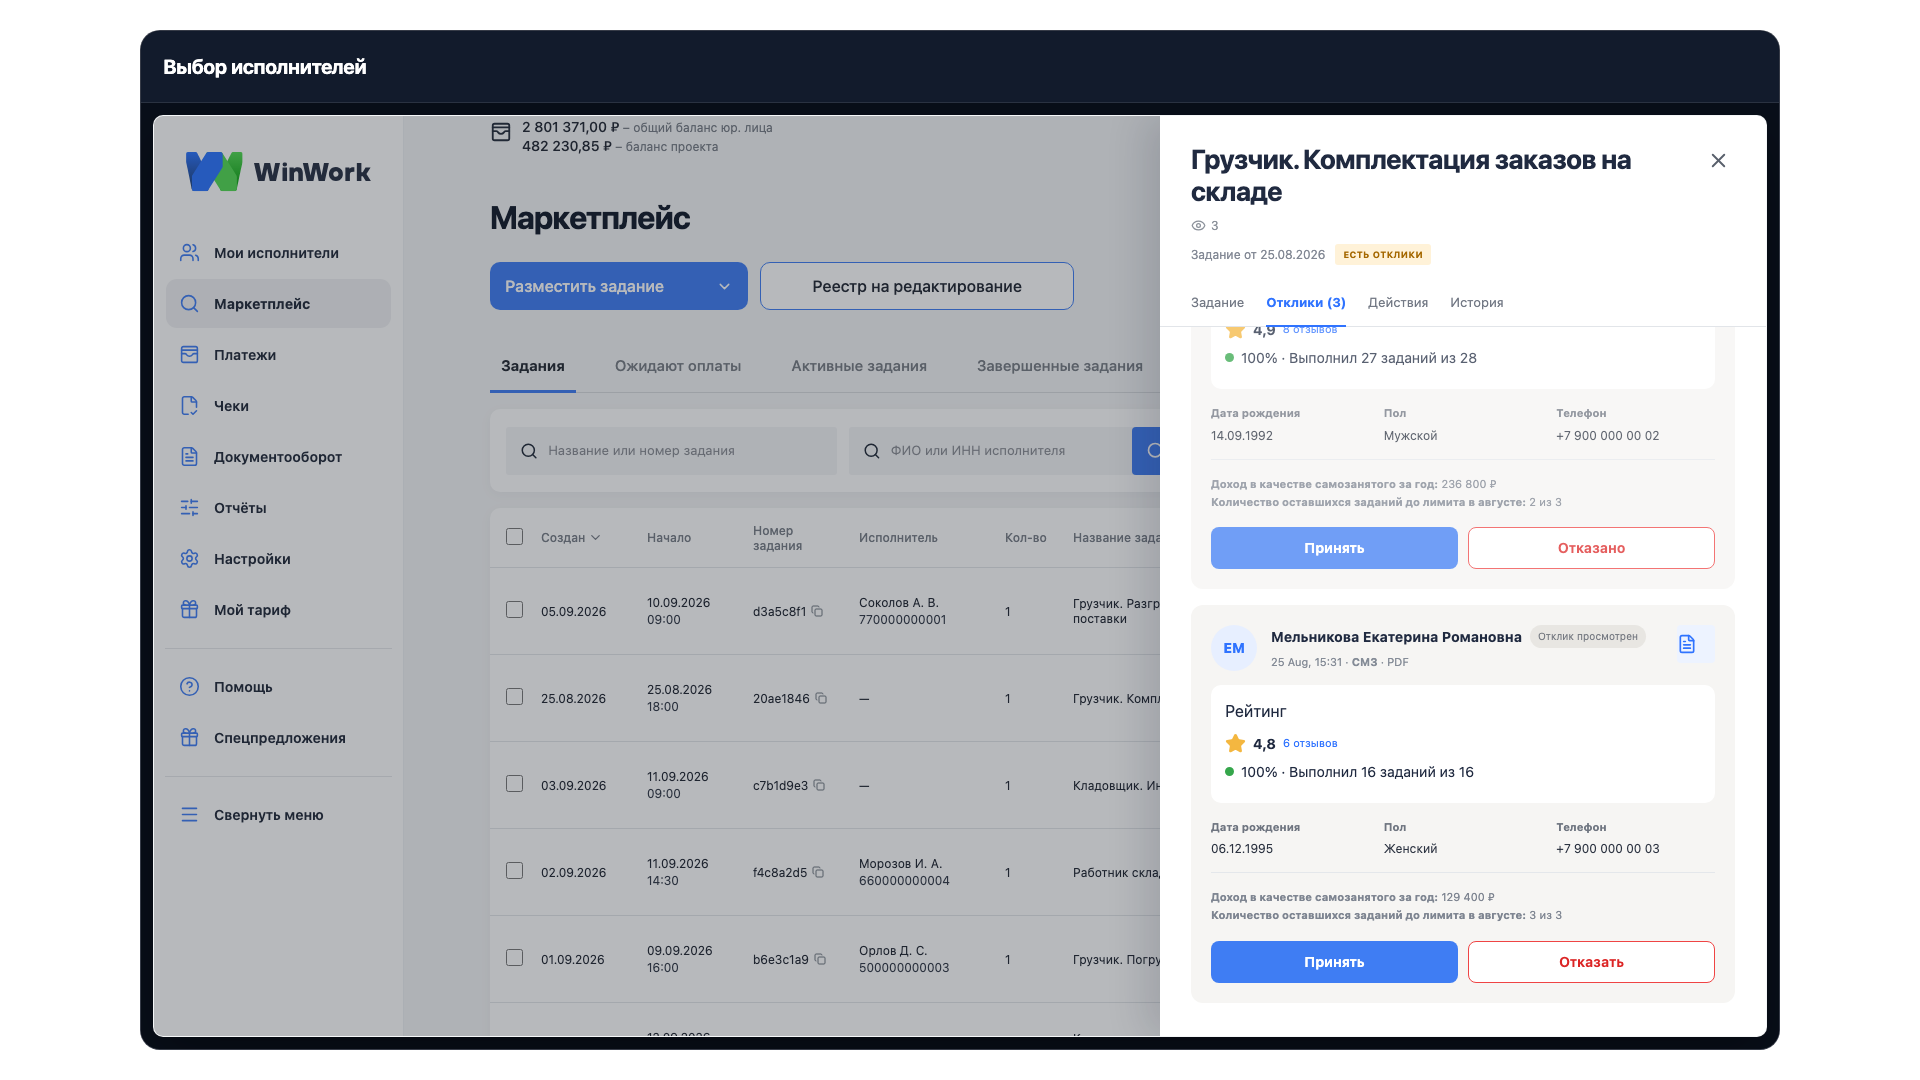 Выбор исполнителей
WinWork
Мои исполнители
Маркетплейс
Платежи
Чеки
Документооборот
Отчёты
Настройки
Мой тариф
Помощь
Спецпредложения
Свернуть меню
2 801 371,00 ₽ – общий баланс юр. лица
482 230,85 ₽ – баланс проекта
Маркетплейс
Разместить задание
Реестр на редактирование
Задания
Ожидают оплаты
Активные задания
Завершенные задания
Название или номер задания
ФИО или ИНН исполнителя
Создан
Начало
Номер
задания
Исполнитель
Кол-во
Название зада
05.09.2026
10.09.2026
09:00
d3a5c8f1
Соколов А. В.
770000000001
1
Грузчик. Разгр
поставки
25.08.2026
25.08.2026
18:00
20ae1846
—
1
Грузчик. Компл
03.09.2026
11.09.2026
09:00
c7b1d9e3
—
1
Кладовщик. Ин
02.09.2026
11.09.2026
14:30
f4c8a2d5
Морозов И. А.
660000000004
1
Работник скла
01.09.2026
09.09.2026
16:00
b6e3c1a9
Орлов Д. С.
500000000003
1
Грузчик. Погру
Грузчик. Комплектация заказов на
складе
3
Задание от 25.08.2026
ЕСТЬ ОТКЛИКИ
Задание
Отклики (3)
Действия
История
4,9 8 отзывов
100% · Выполнил 27 заданий из 28
Дата рождения
14.09.1992
Пол
Мужской
Телефон
+7 900 000 00 02
Доход в качестве самозанятого за год: 236 800 ₽
Количество оставшихся заданий до лимита в августе: 2 из 3
Принять
Отказано
ЕМ
Мельникова Екатерина Романовна
Отклик просмотрен
25 Aug, 15:31 · СМЗ · PDF
Рейтинг
4,8 6 отзывов
100% · Выполнил 16 заданий из 16
Дата рождения
06.12.1995
Пол
Женский
Телефон
+7 900 000 00 03
Доход в качестве самозанятого за год: 129 400 ₽
Количество оставшихся заданий до лимита в августе: 3 из 3
Принять
Отказать